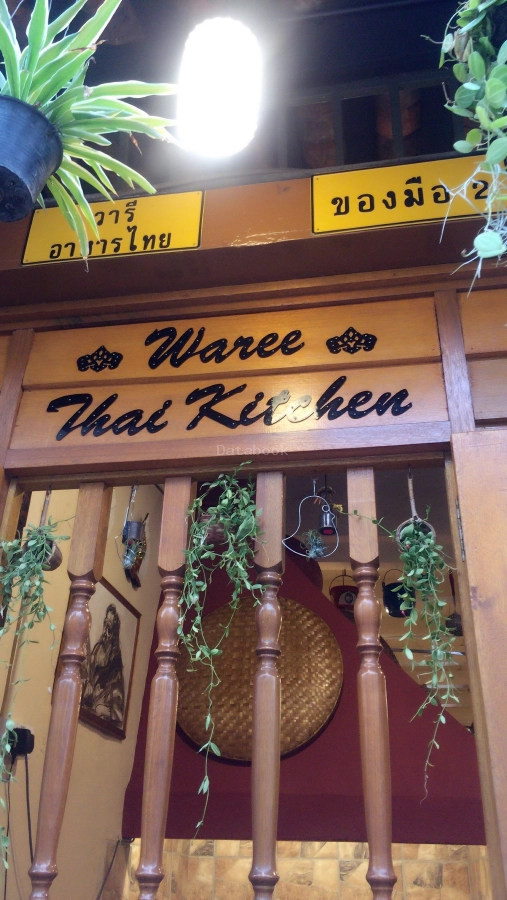 วารี
อาหารไทย
ของมือ 2
Waree
Thai Kitchen
Databook